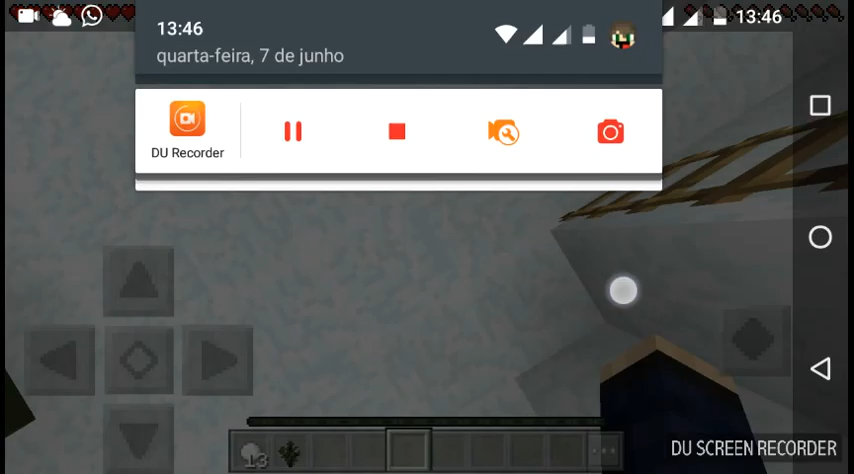 13:46
13:46
quarta-feira, 7 de junho
DU Recorder
13
DU SCREEN RECORDER